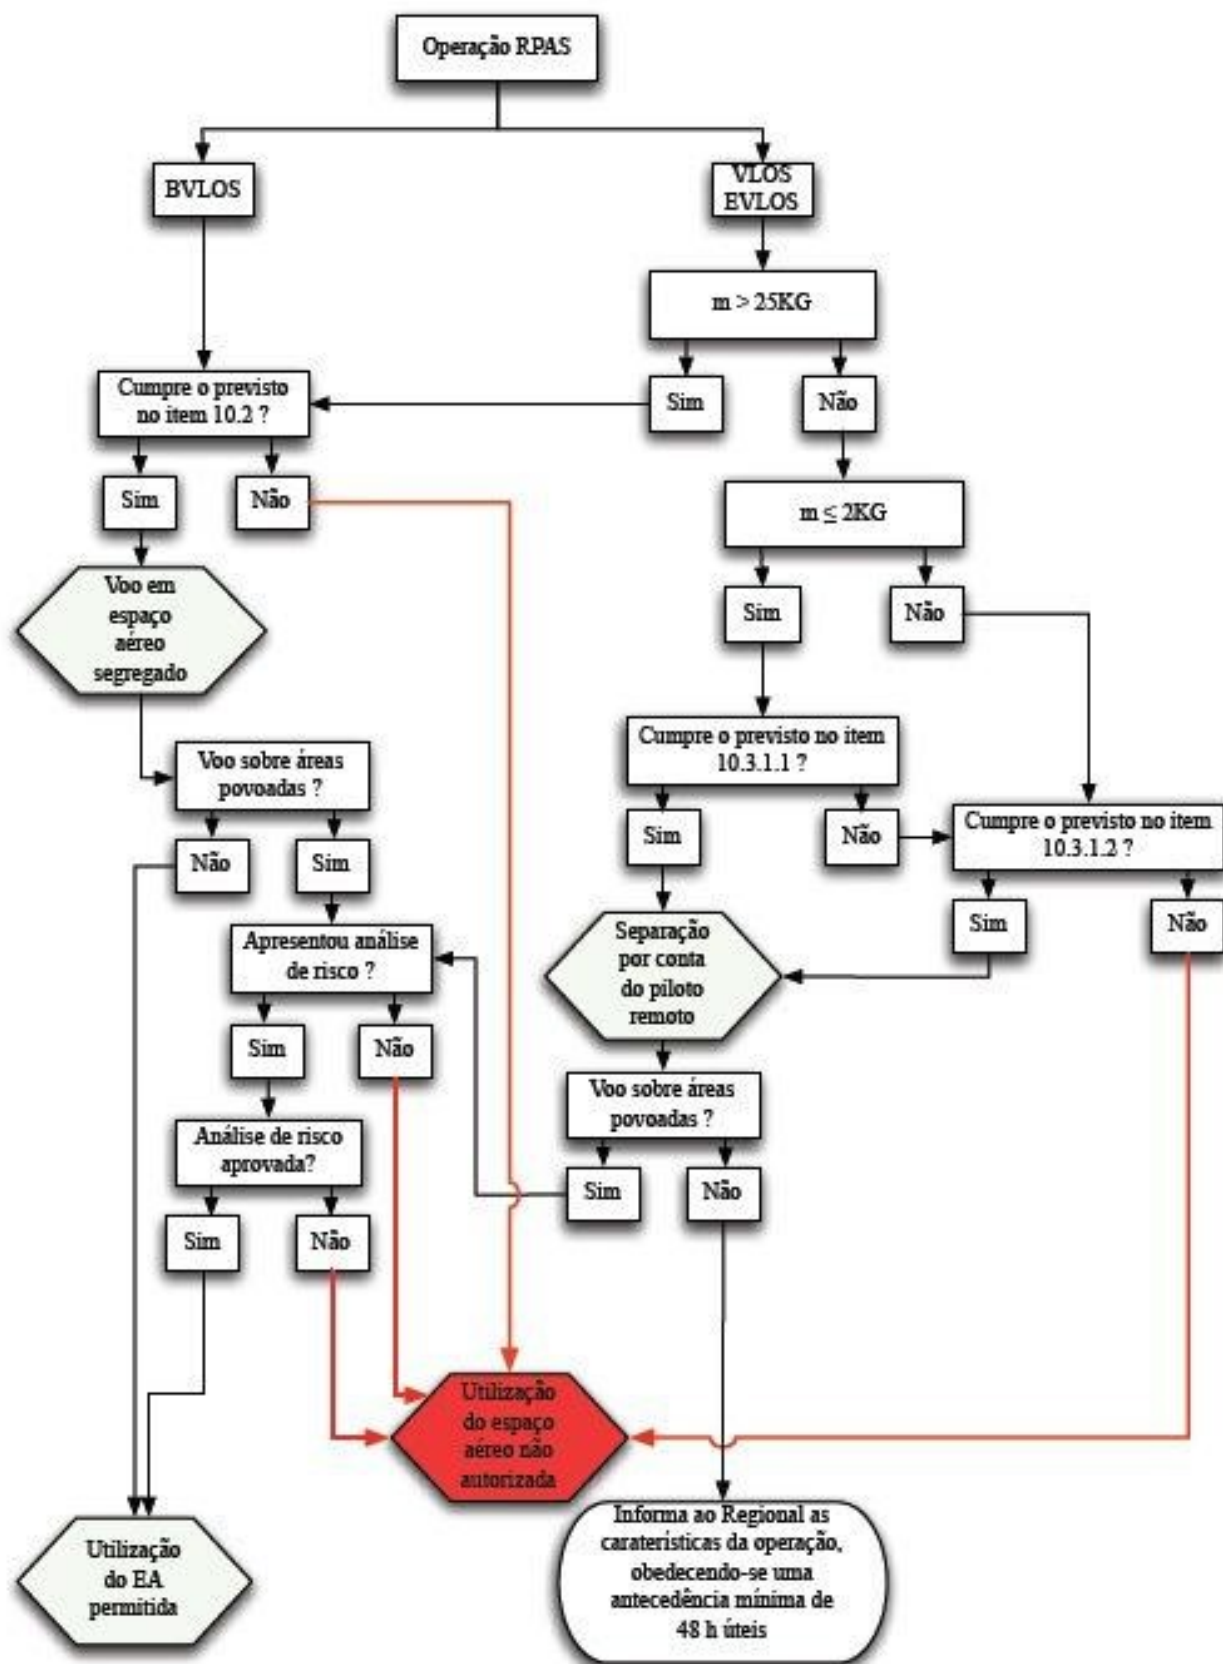 Operação RPAS
BVLOS
VLOS
EVLOS
m > 25KG
Cumpre o previsto
no item 10.2 ?
Sim
Não
Sim
Não
m ≤ 2KG
Voo em
espaço
aéreo
segregado
Sim
Não
Cumpre o previsto no item
10.3.1.1 ?
Voo sobre áreas
povoadas ?
Sim
Não
Cumpre o previsto no item
10.3.1.2 ?
Não
Sim
Sim
Não
Apresentou análise
de risco ?
Separação
por conta
do piloto
remoto
Sim
Não
Voo sobre áreas
povoadas ?
Análise de risco
aprovada?
Sim
Não
Sim
Não
Utilização
do espaço
aéreo não
autorizada
Informa ao Regional as
caraterísticas da operação,
obedecendo-se uma
antecedência mínima de
48 h úteis
Utilização
do EA
permitida